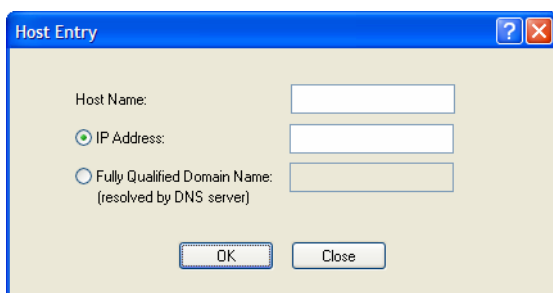 Host Entry
Host Name:
IP Address:
Fully Qualified Domain Name:
(resolved by DNS server)
OK
Close